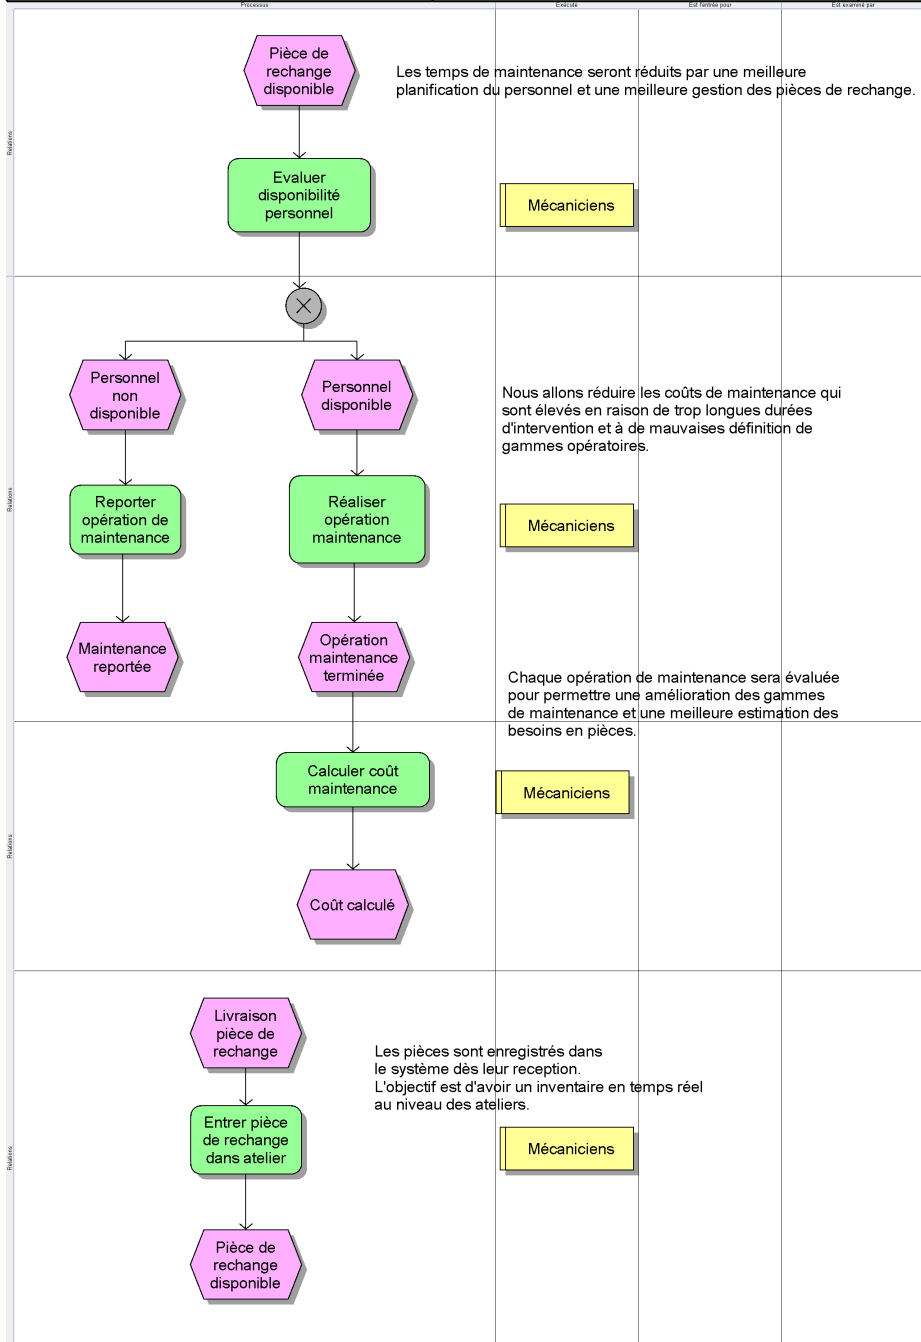 Processus
Exécute
Est l'entrée pour
Est examiné par
Relations
Pièce de
rechange
disponible
Les temps de maintenance seront réduits par une meilleure
planification du personnel et une meilleure gestion des pièces de rechange.
Evaluer
disponibilité
personnel
Mécaniciens
Relations
Personnel
non
disponible
Personnel
disponible
Nous allons réduire les coûts de maintenance qui
sont élevés en raison de trop longues durées
d'intervention et à de mauvaises définition de
gammes opératoires.
Reporter
opération de
maintenance
Réaliser
opération
maintenance
Mécaniciens
Maintenance
reportée
Opération
maintenance
terminée
Chaque opération de maintenance sera évaluée
pour permettre une amélioration des gammes
de maintenance et une meilleure estimation des
besoins en pièces.
Relations
Calculer coût
maintenance
Mécaniciens
Coût calculé
Relations
Livraison
pièce de
rechange
Les pièces sont enregistrés dans
le système dès leur reception.
L'objectif est d'avoir un inventaire en temps réel
au niveau des ateliers.
Entrer pièce
de rechange
dans atelier
Mécaniciens
Pièce de
rechange
disponible